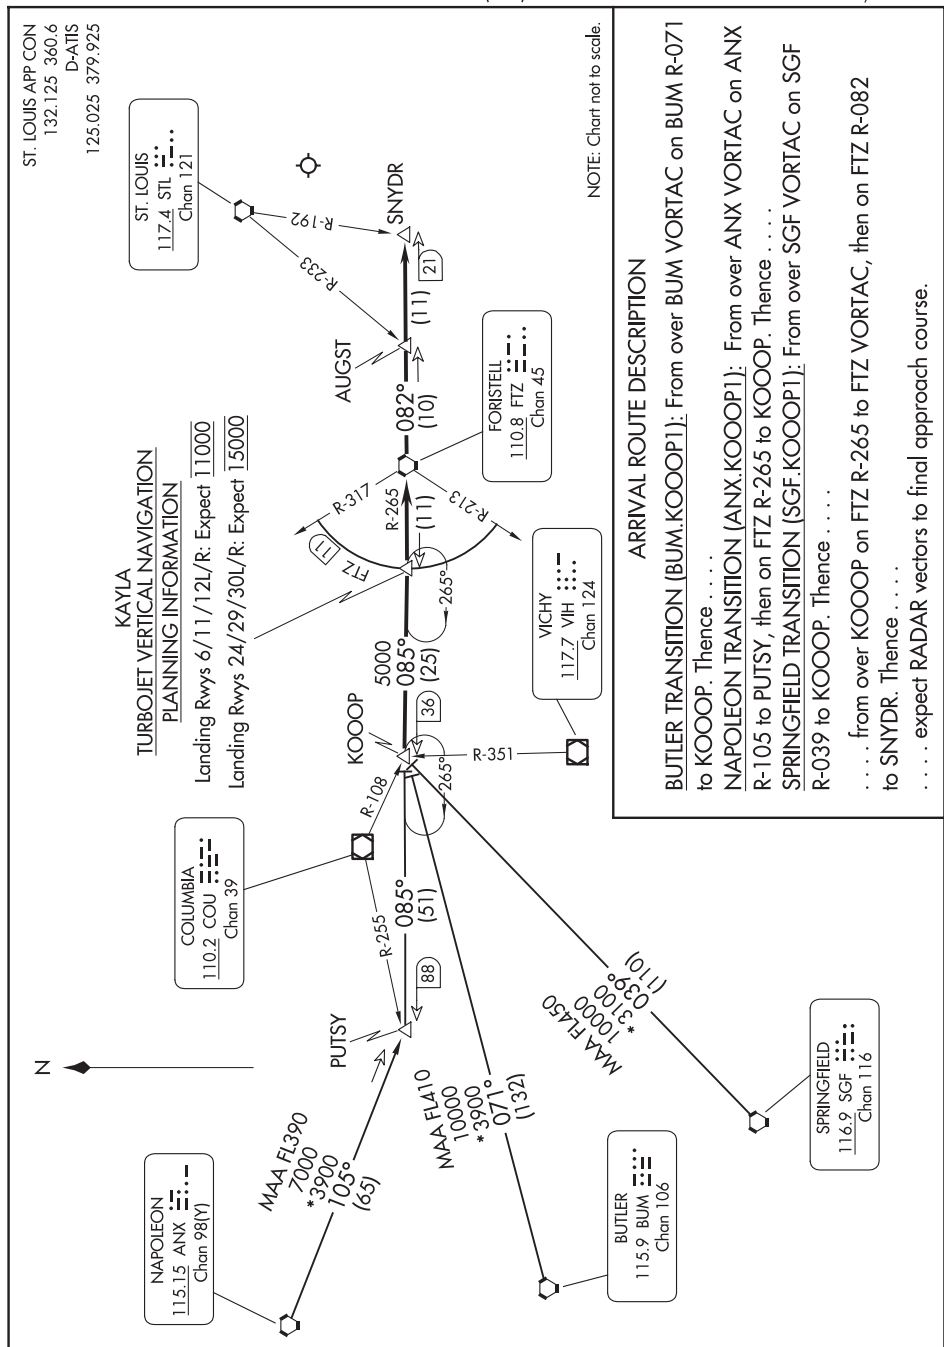 ST. LOUIS APP CON
132.125 360.6
D-ATIS
125.025 379.925
ST. LOUIS
117.4 STL
Chan 121
R-192
R-233
SNYDR
21
(11)
AUGST
082°
(10)
FORISTELL
110.8 FTZ
Chan 45
KAYLA
TURBOJET VERTICAL NAVIGATION
PLANNING INFORMATION
Landing Rwys 6/11/12L/R: Expect 11000
Landing Rwys 24/29/30L/R: Expect 15000
R-317
R-265
R-213
(11)
FTZ
11
265°
5000
085°
(25)
VICHY
117.7 VIH
Chan 124
R-351
KOOOP
36
265°
R-108
COLUMBIA
110.2 COU
Chan 39
R-255
085°
(51)
88
PUTSY
N
NAPOLEON
115.15 ANX
Chan 98(Y)
MAA FL390
7000
*3900
105°
(65)
MAA FL410
10000
*3900
071°
(132)
BUTLER
115.9 BUM
Chan 106
MAA FL450
10000
*3100
039°
(110)
SPRINGFIELD
116.9 SGF
Chan 116
NOTE: Chart not to scale.
ARRIVAL ROUTE DESCRIPTION
BUTLER TRANSITION (BUM.KOOOP1): From over BUM VORTAC on BUM R-071
to KOOOP. Thence . . . .
NAPOLEON TRANSITION (ANX.KOOOP1): From over ANX VORTAC on ANX
R-105 to PUTSY, then on FTZ R-265 to KOOOP. Thence . . . .
SPRINGFIELD TRANSITION (SGF.KOOOP1): From over SGF VORTAC on SGF
R-039 to KOOOP. Thence . . . .
. . . . from over KOOOP on FTZ R-265 to FTZ VORTAC, then on FTZ R-082
to SNYDR. Thence . . . .
. . . . expect RADAR vectors to final approach course.